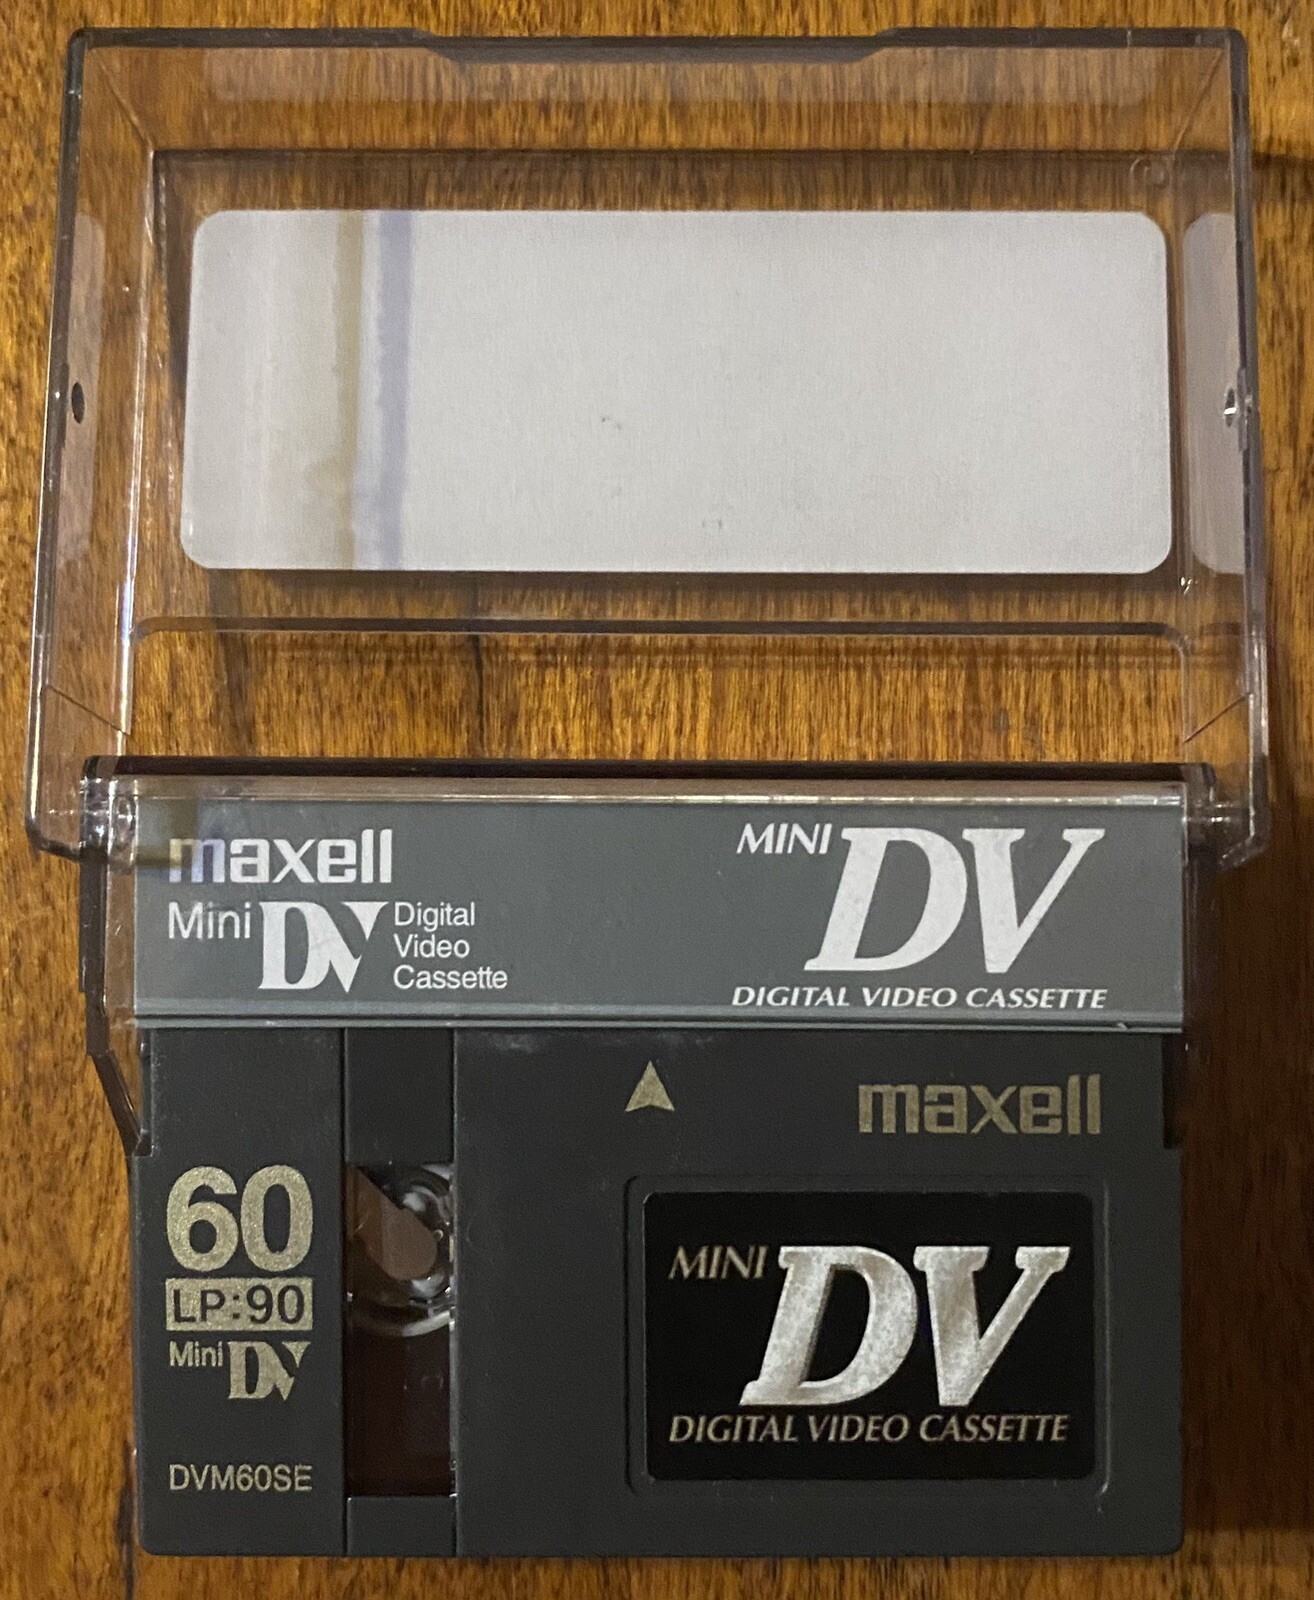 maxell
Mini DV Digital
Video
Cassette
MINI DV
DIGITAL VIDEO CASSETTE
maxell
60
LP:90
Mini DV
DVM60SE
MINI DV
DIGITAL VIDEO CASSETTE